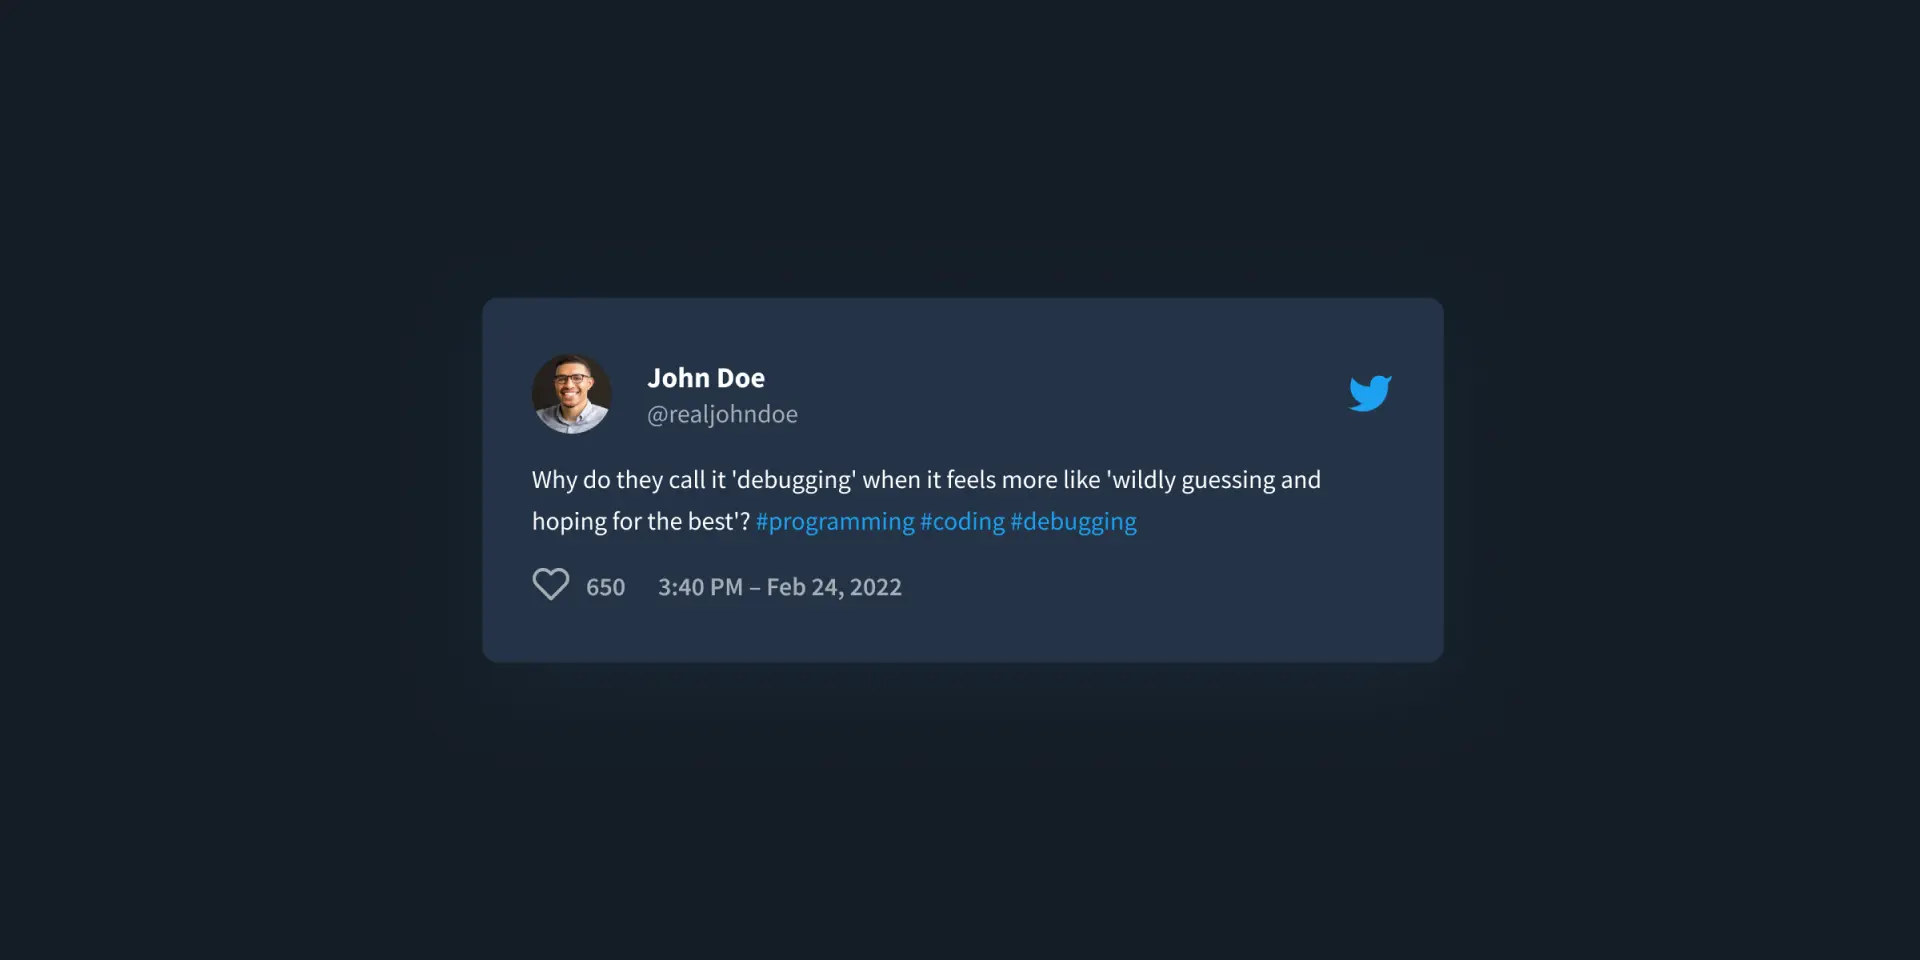 John Doe
@realjohndoe
Why do they call it 'debugging' when it feels more like 'wildly guessing and
hoping for the best'? #programming #coding #debugging
650 3:40 PM – Feb 24, 2022